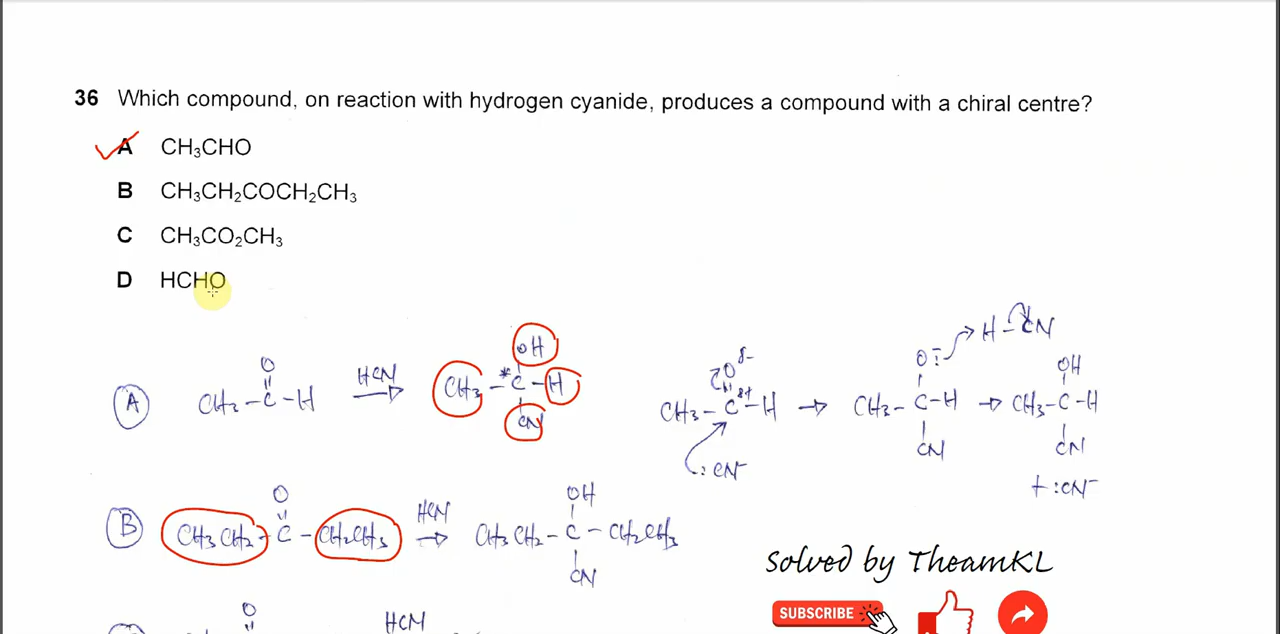 36 Which compound, on reaction with hydrogen cyanide, produces a compound with a chiral centre?
A CH₃CHO
B CH₃CH₂COCH₂CH₃
C CH₃CO₂CH₃
D HCHO
O
(A) CH₃–C–H HCN → CH₃–*C–H
OH
CN
O δ-
CH₃–C δ+–H → CH₃–C–H → CH₃–C–H
:CN⁻
O:⁻ H–CN
CN
OH
CN
+ :CN⁻
O
(B) CH₃CH₂–C–CH₂CH₃ HCN → CH₃CH₂–C–CH₂CH₃
OH
CN
Solved by TheamKL
SUBSCRIBE
O
HCN